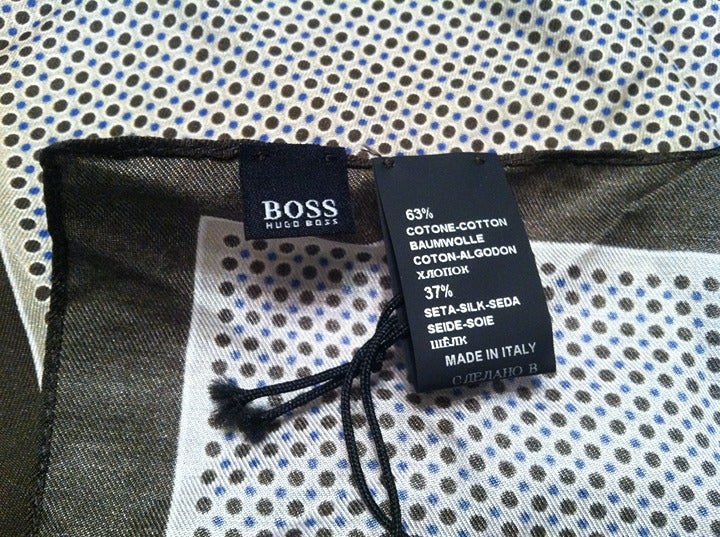 BOSS
HUGO BOSS
63%
COTONE-COTTON
BAUMWOLLE
COTON-ALGODON
ХЛОПОК
37%
SETA-SILK-SEDA
SEIDE-SOIE
ШЁЛК
MADE IN ITALY
СДЕЛАНО В